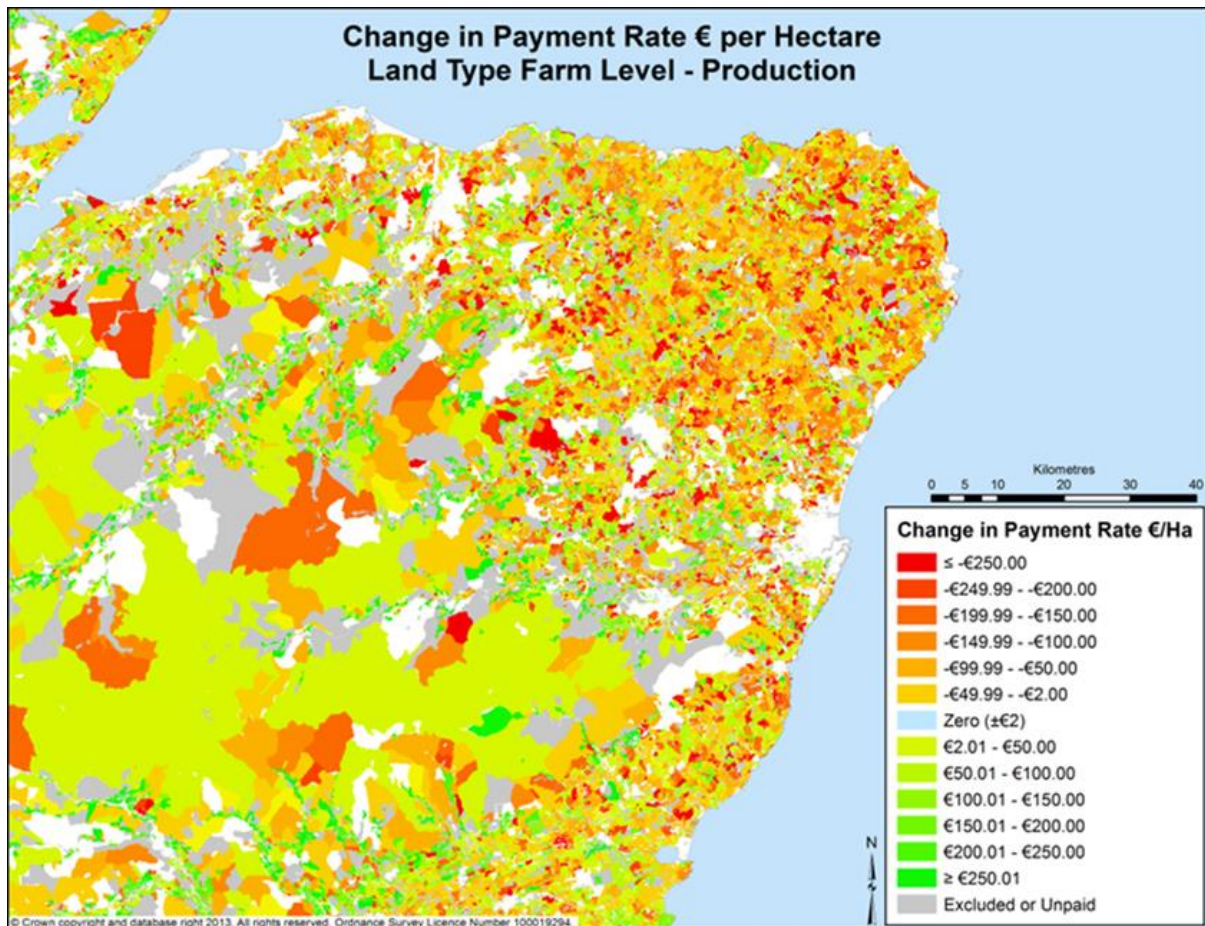 Change in Payment Rate € per Hectare
Land Type Farm Level - Production
Kilometres
0 5 10 20 30 40
Change in Payment Rate €/Ha
≤ -€250.00
-€249.99 - -€200.00
-€199.99 - -€150.00
-€149.99 - -€100.00
-€99.99 - -€50.00
-€49.99 - -€2.00
Zero (±€2)
€2.01 - €50.00
€50.01 - €100.00
€100.01 - €150.00
€150.01 - €200.00
€200.01 - €250.00
≥ €250.01
Excluded or Unpaid
N
© Crown copyright and database right 2013. All rights reserved. Ordnance Survey Licence Number 100019294.